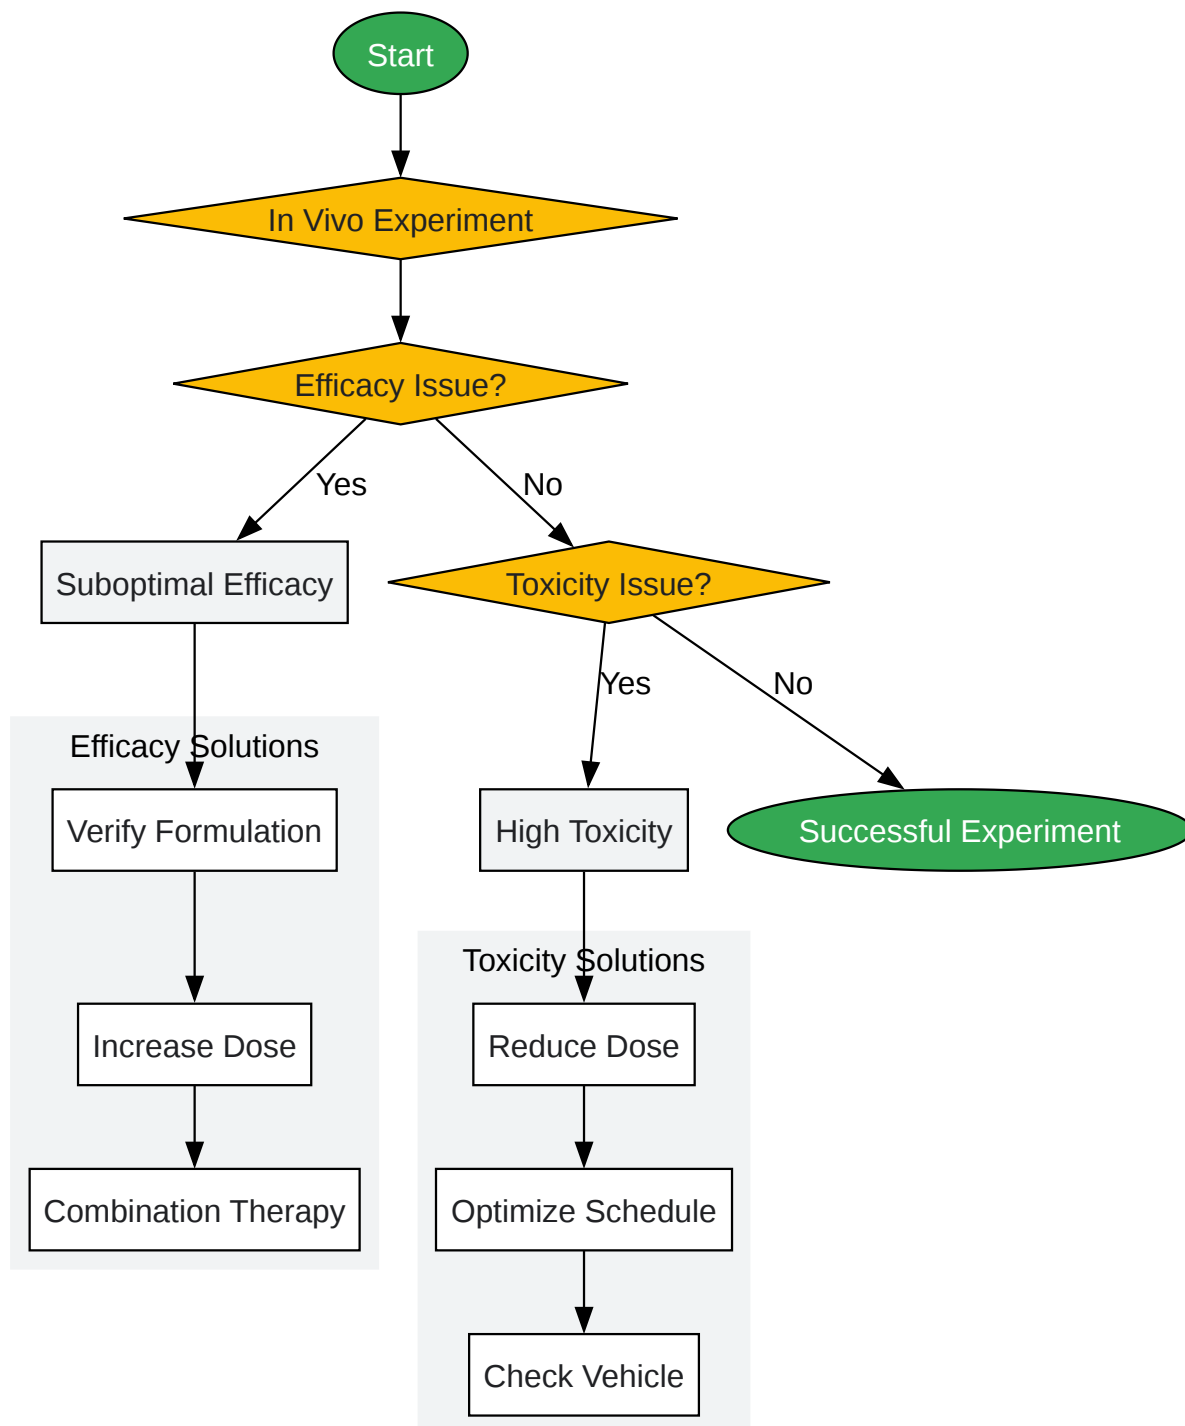 Start
In Vivo Experiment
Efficacy Issue?
Yes
No
Suboptimal Efficacy
Toxicity Issue?
Yes
No
Efficacy Solutions
Verify Formulation
High Toxicity
Successful Experiment
Toxicity Solutions
Increase Dose
Reduce Dose
Combination Therapy
Optimize Schedule
Check Vehicle